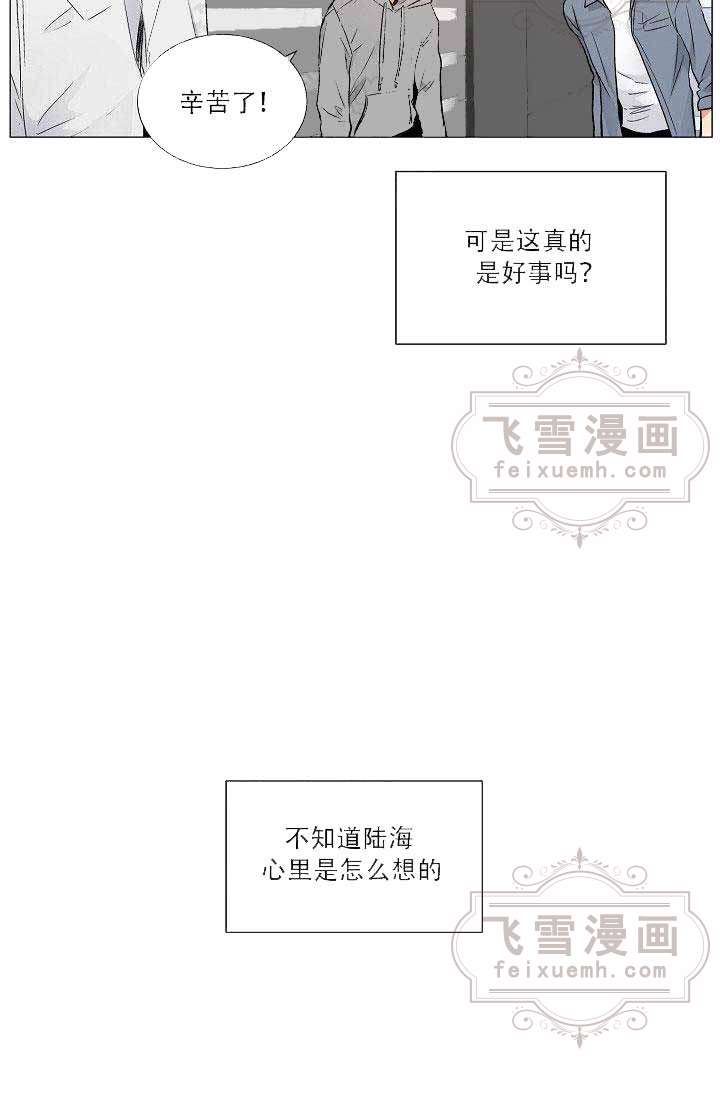 辛苦了!
可是这真的
是好事吗?
飞雪漫画
feixuemh.com
不知道陆海
心里是怎么想的
飞雪漫画
feixuemh.com